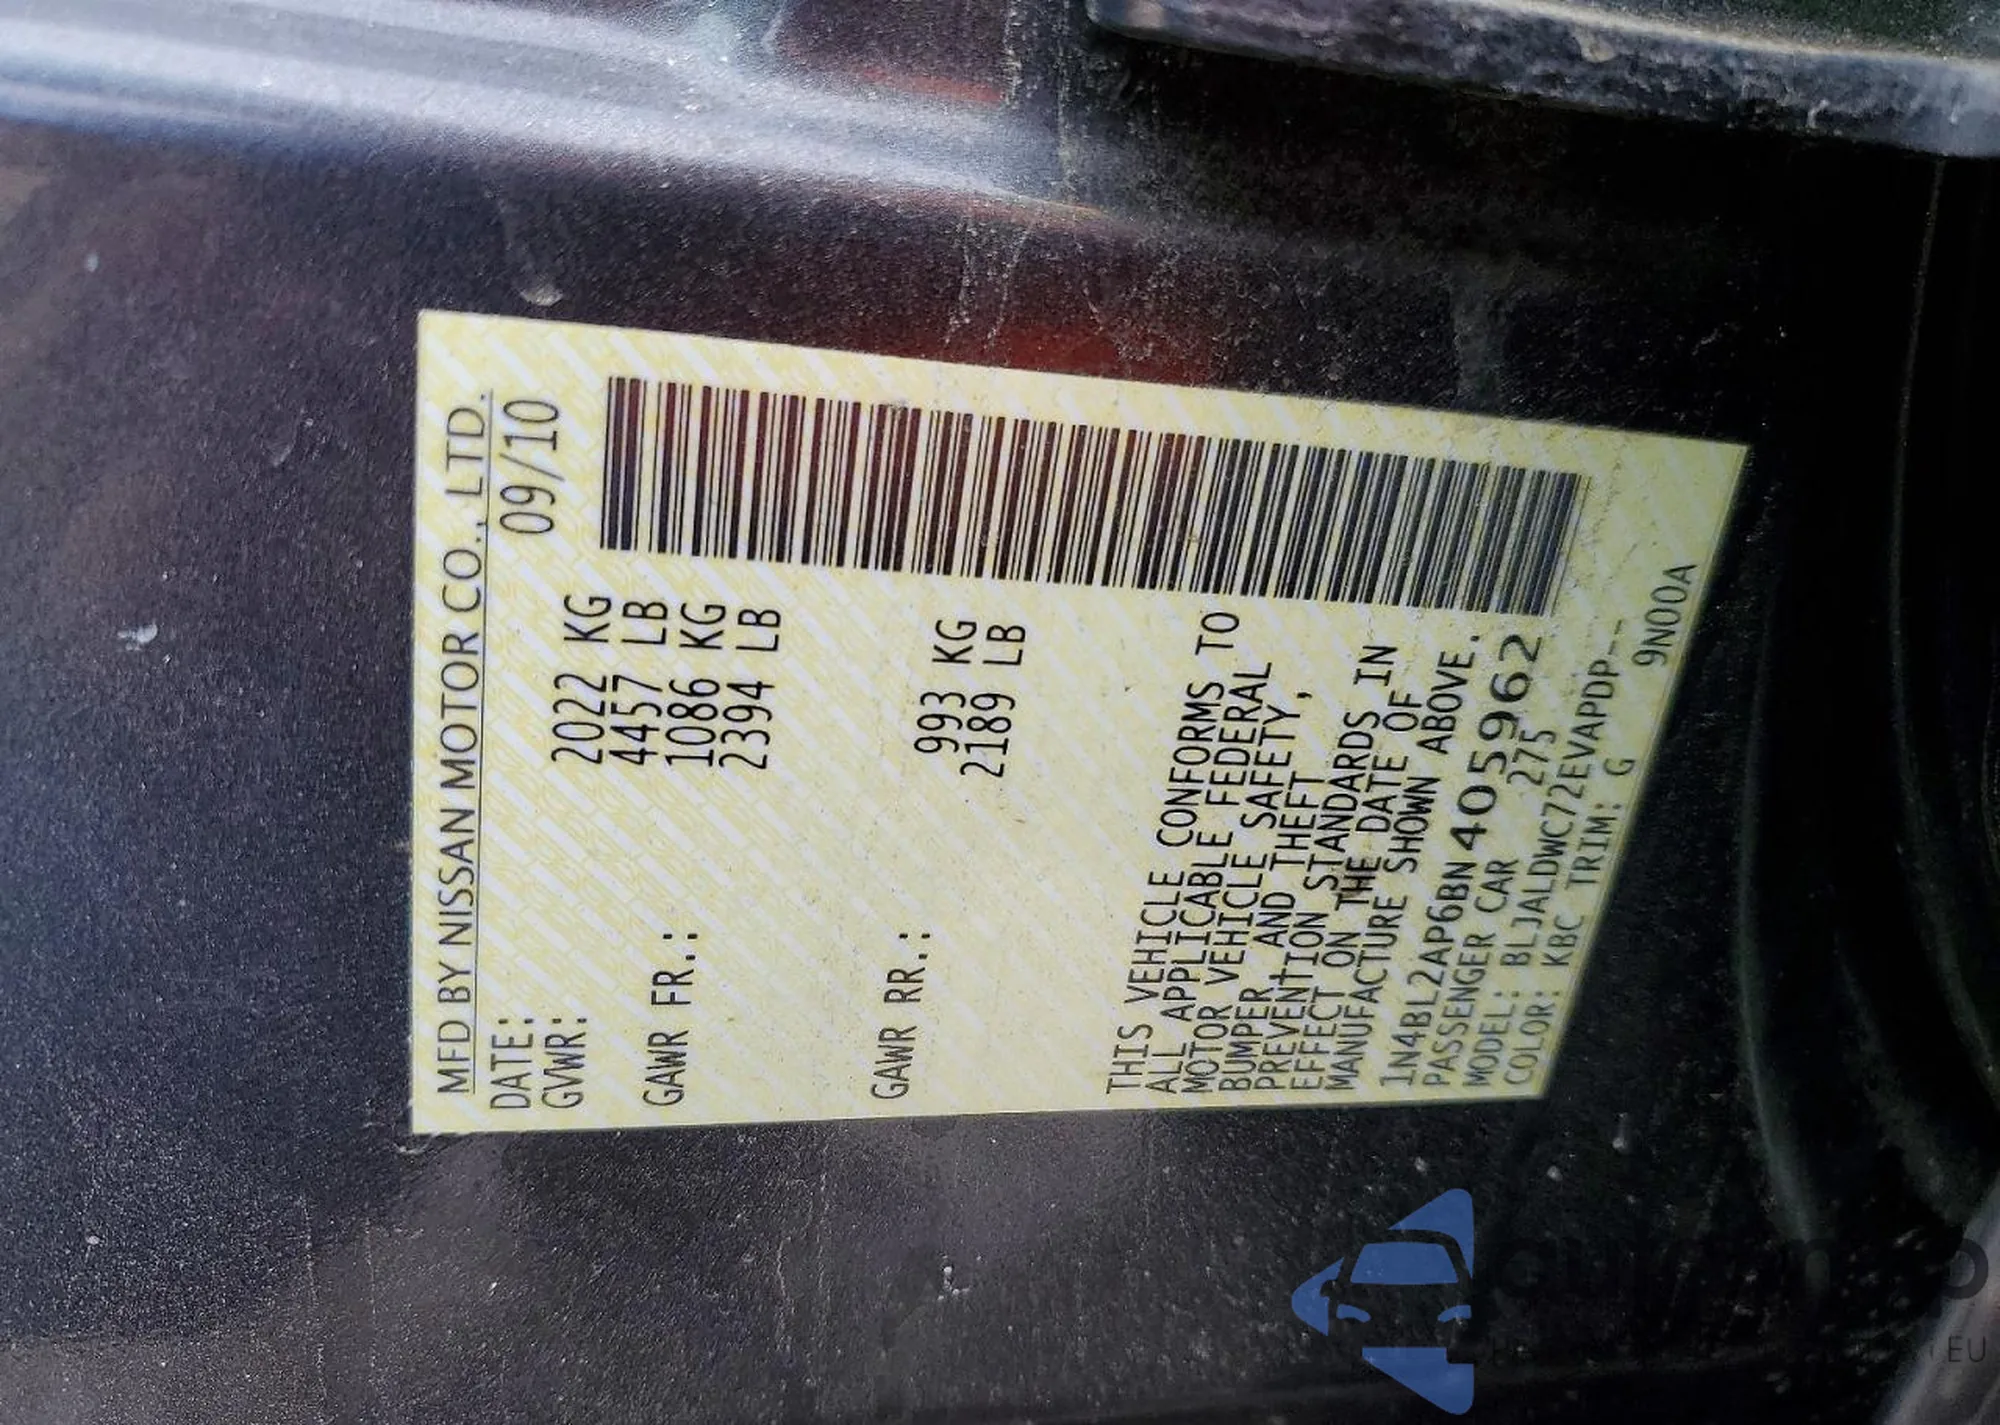 MFD BY NISSAN MOTOR CO., LTD.
DATE: 09/10
GVWR: 2022 KG
4457 LB
GAWR FR.: 1086 KG
2394 LB
GAWR RR.: 993 KG
2189 LB
THIS VEHICLE CONFORMS TO
ALL APPLICABLE FEDERAL
MOTOR VEHICLE SAFETY,
BUMPER AND THEFT
PREVENTION STANDARDS IN
EFFECT ON THE DATE OF
MANUFACTURE SHOWN ABOVE.
1N4BL2AP6BN405962
PASSENGER CAR 275
MODEL: BLJALDWC72EVAPDP--
COLOR: KBC TRIM: G
9N00A
EU